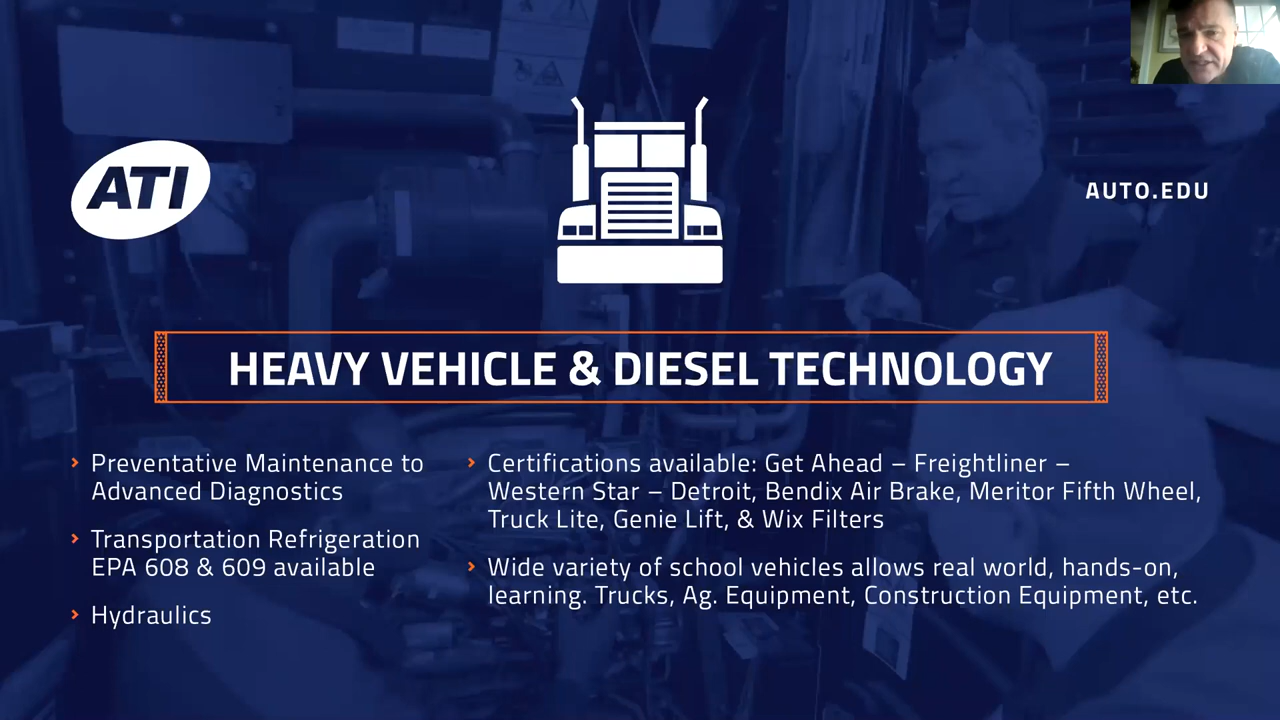 ATI
AUTO.EDU
HEAVY VEHICLE & DIESEL TECHNOLOGY
Preventative Maintenance to
Advanced Diagnostics
Transportation Refrigeration
EPA 608 & 609 available
Hydraulics
Certifications available: Get Ahead – Freightliner –
Western Star – Detroit, Bendix Air Brake, Meritor Fifth Wheel,
Truck Lite, Genie Lift, & Wix Filters
Wide variety of school vehicles allows real world, hands-on,
learning. Trucks, Ag. Equipment, Construction Equipment, etc.